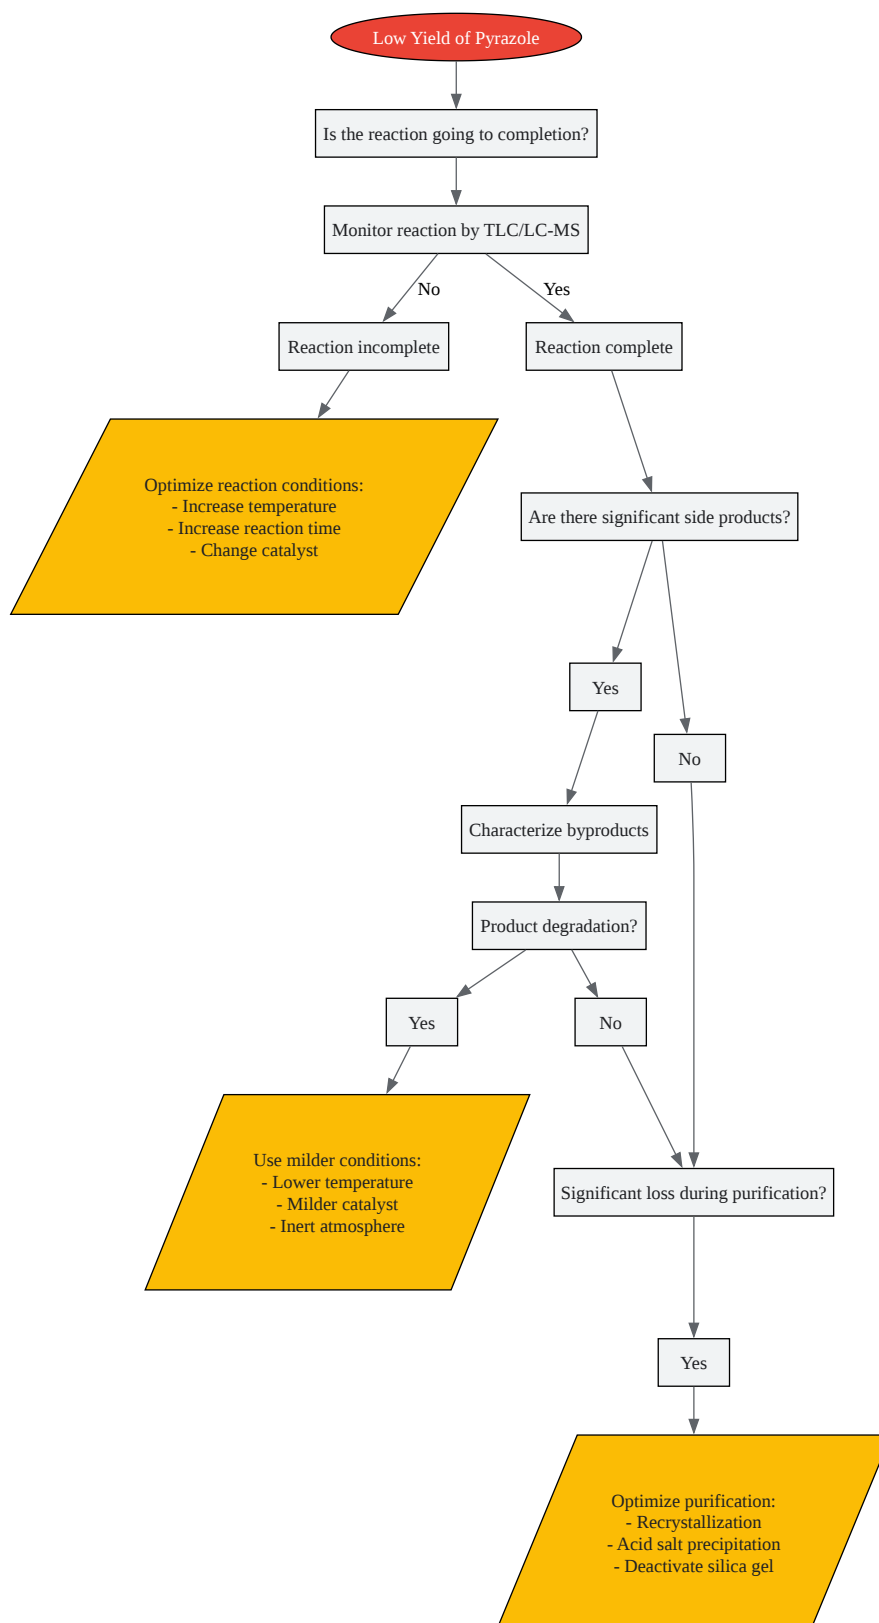 Low Yield of Pyrazole
Is the reaction going to completion?
Monitor reaction by TLC/LC-MS
No
Yes
Reaction incomplete
Reaction complete
Optimize reaction conditions:
- Increase temperature
- Increase reaction time
- Change catalyst
Are there significant side products?
Yes
No
Characterize byproducts
Product degradation?
Yes
No
Use milder conditions:
- Lower temperature
- Milder catalyst
- Inert atmosphere
Significant loss during purification?
Yes
Optimize purification:
- Recrystallization
- Acid salt precipitation
- Deactivate silica gel